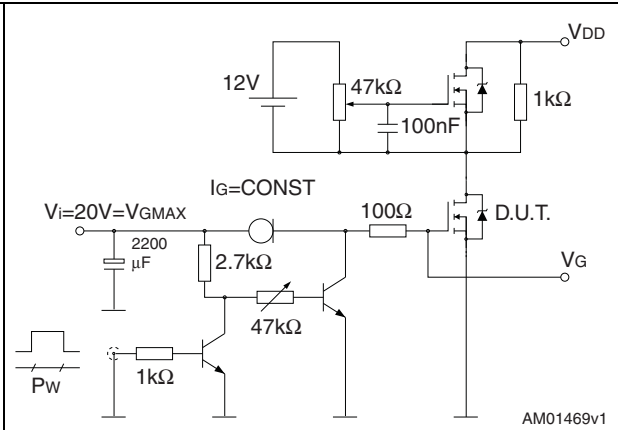 VDD
12V
47kΩ
1kΩ
100nF
IG=CONST
Vi=20V=VGMAX
100Ω
D.U.T.
2200
μF
2.7kΩ
VG
47kΩ
1kΩ
PW
AM01469v1